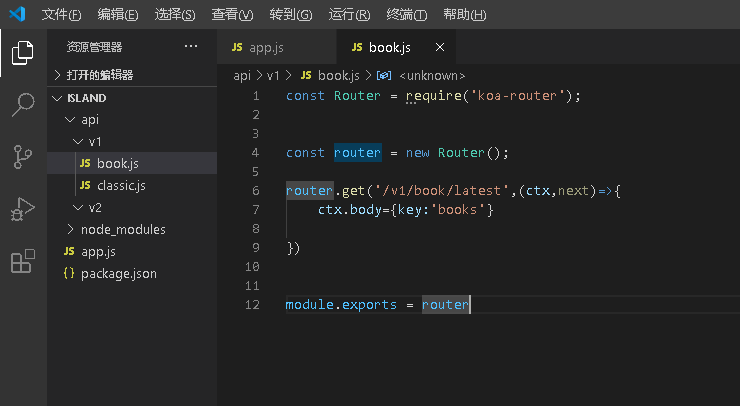 文件(F) 编辑(E) 选择(S) 查看(V) 转到(G) 运行(R) 终端(T) 帮助(H)
资源管理器 ···
打开的编辑器
ISLAND
api
v1
JS book.js
JS classic.js
v2
node_modules
JS app.js
{} package.json
JS app.js JS book.js ×
api > v1 > JS book.js > <unknown>
1 const Router = require('koa-router');
2
3
4 const router = new Router();
5
6 router.get('/v1/book/latest',(ctx,next)=>{
7 ctx.body={key:'books'}
8
9 })
10
11
12 module.exports = router